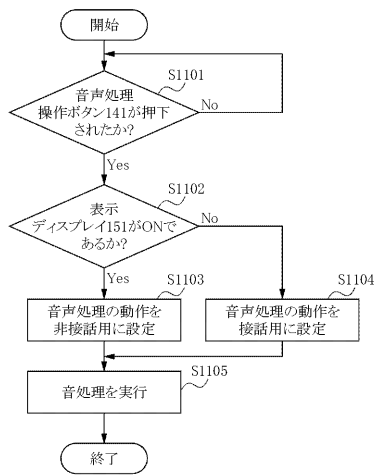 開始
S1101
音声処理
操作ボタン141が押下
されたか?
No
Yes
S1102
表示
ディスプレイ151がONで
あるか?
No
Yes
S1103
音声処理の動作を
非接話用に設定
S1104
音声処理の動作を
接話用に設定
S1105
音処理を実行
終了